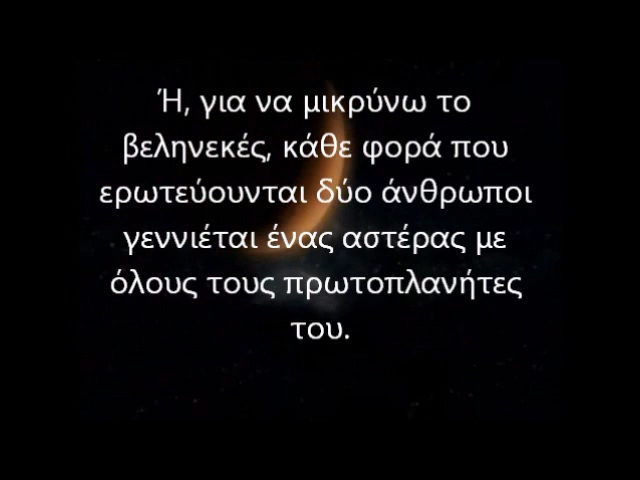 Ή, για να μικρύνω το
βεληνεκές, κάθε φορά που
ερωτεύουνται δύο άνθρωποι
γεννιέται ένας αστέρας με
όλους τους πρωτοπλανήτες
του.